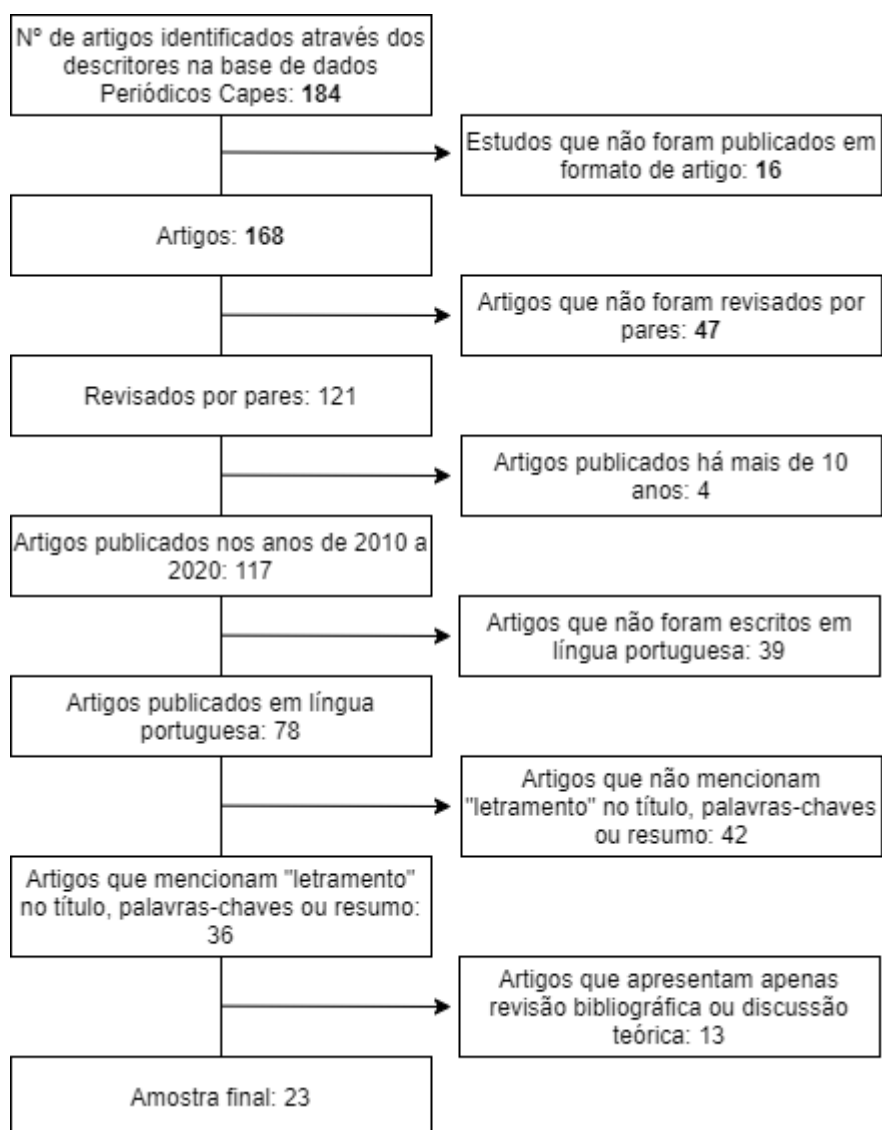 Nº de artigos identificados através dos
descritores na base de dados
Periódicos Capes: 184
Estudos que não foram publicados em
formato de artigo: 16
Artigos: 168
Artigos que não foram revisados por
pares: 47
Revisados por pares: 121
Artigos publicados há mais de 10
anos: 4
Artigos publicados nos anos de 2010 a
2020: 117
Artigos que não foram escritos em
língua portuguesa: 39
Artigos publicados em língua
portuguesa: 78
Artigos que não mencionam
"letramento" no título, palavras-chaves
ou resumo: 42
Artigos que mencionam "letramento"
no título, palavras-chaves ou resumo:
36
Artigos que apresentam apenas
revisão bibliográfica ou discussão
teórica: 13
Amostra final: 23